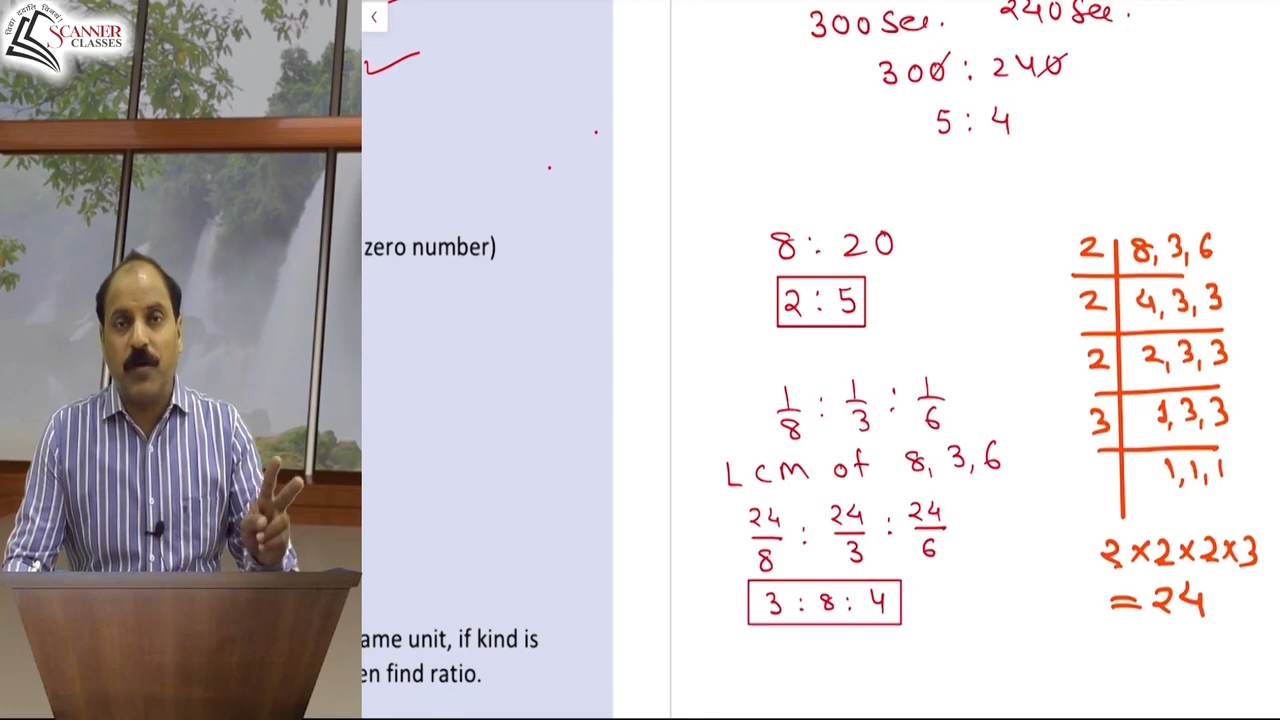 SCANNER
CLASSES
<
zero number)
ame unit, if kind is
en find ratio.
300 Sec. 240 Sec.
300 : 240
5 : 4
8 : 20
2 : 5
1/8 : 1/3 : 1/6
LCM of 8, 3, 6
24/8 : 24/3 : 24/6
3 : 8 : 4
2 | 8, 3, 6
2 | 4, 3, 3
2 | 2, 3, 3
3 | 1, 3, 3
1, 1, 1
2×2×2×3
= 24